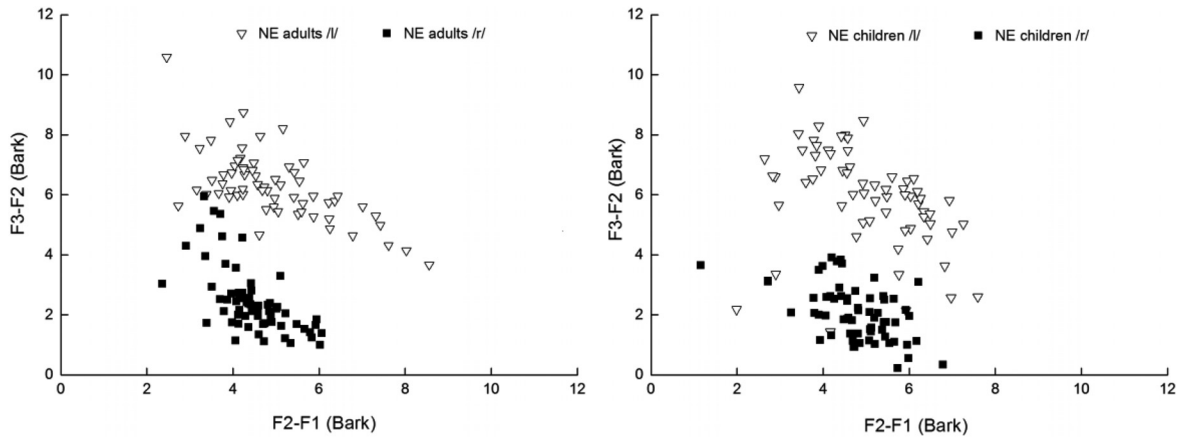 NE adults /l/ NE adults /r/
12
10
8
6
4
2
0
F3-F2 (Bark)
0 2 4 6 8 10 12
F2-F1 (Bark)
NE children /l/ NE children /r/
12
10
8
6
4
2
0
F3-F2 (Bark)
0 2 4 6 8 10 12
F2-F1 (Bark)